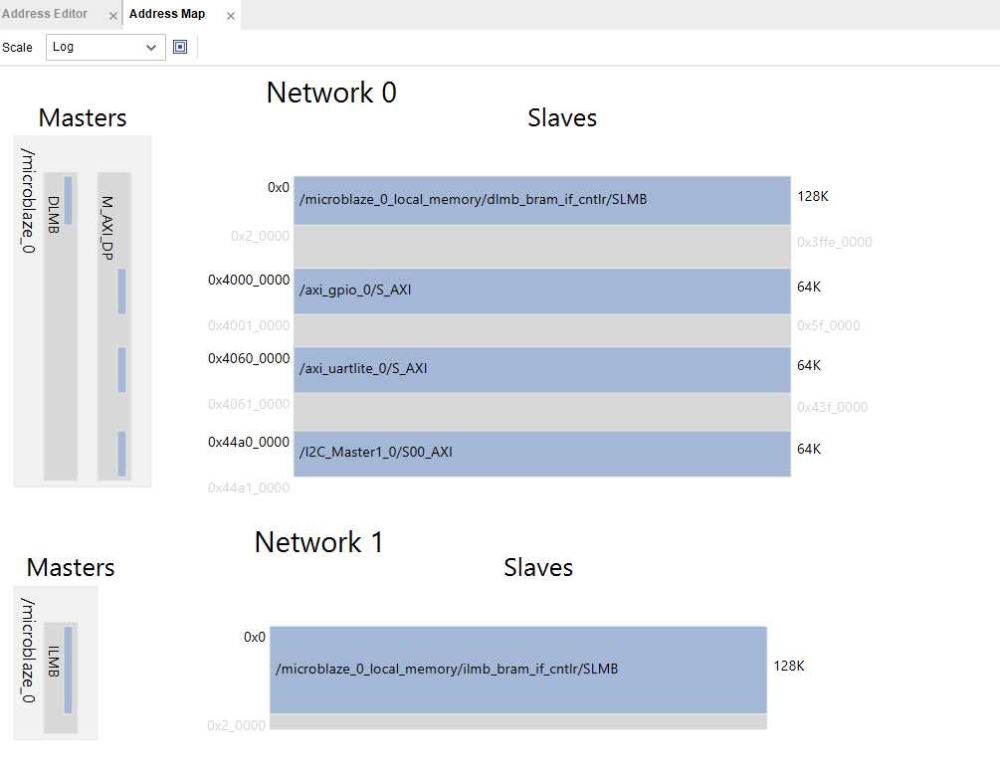 Address Editor × Address Map ×
Scale Log
Network 0
Masters Slaves
/microblaze_0
DLMB
M_AXI_DP
0x0 /microblaze_0_local_memory/dlmb_bram_if_cntlr/SLMB 128K
0x2_0000 0x3ffe_0000
0x4000_0000 /axi_gpio_0/S_AXI 64K
0x4001_0000 0x5f_0000
0x4060_0000 /axi_uartlite_0/S_AXI 64K
0x4061_0000 0x43f_0000
0x44a0_0000 /I2C_Master1_0/S00_AXI 64K
0x44a1_0000
Network 1
Masters Slaves
/microblaze_0
ILMB
0x0 /microblaze_0_local_memory/ilmb_bram_if_cntlr/SLMB 128K
0x2_0000